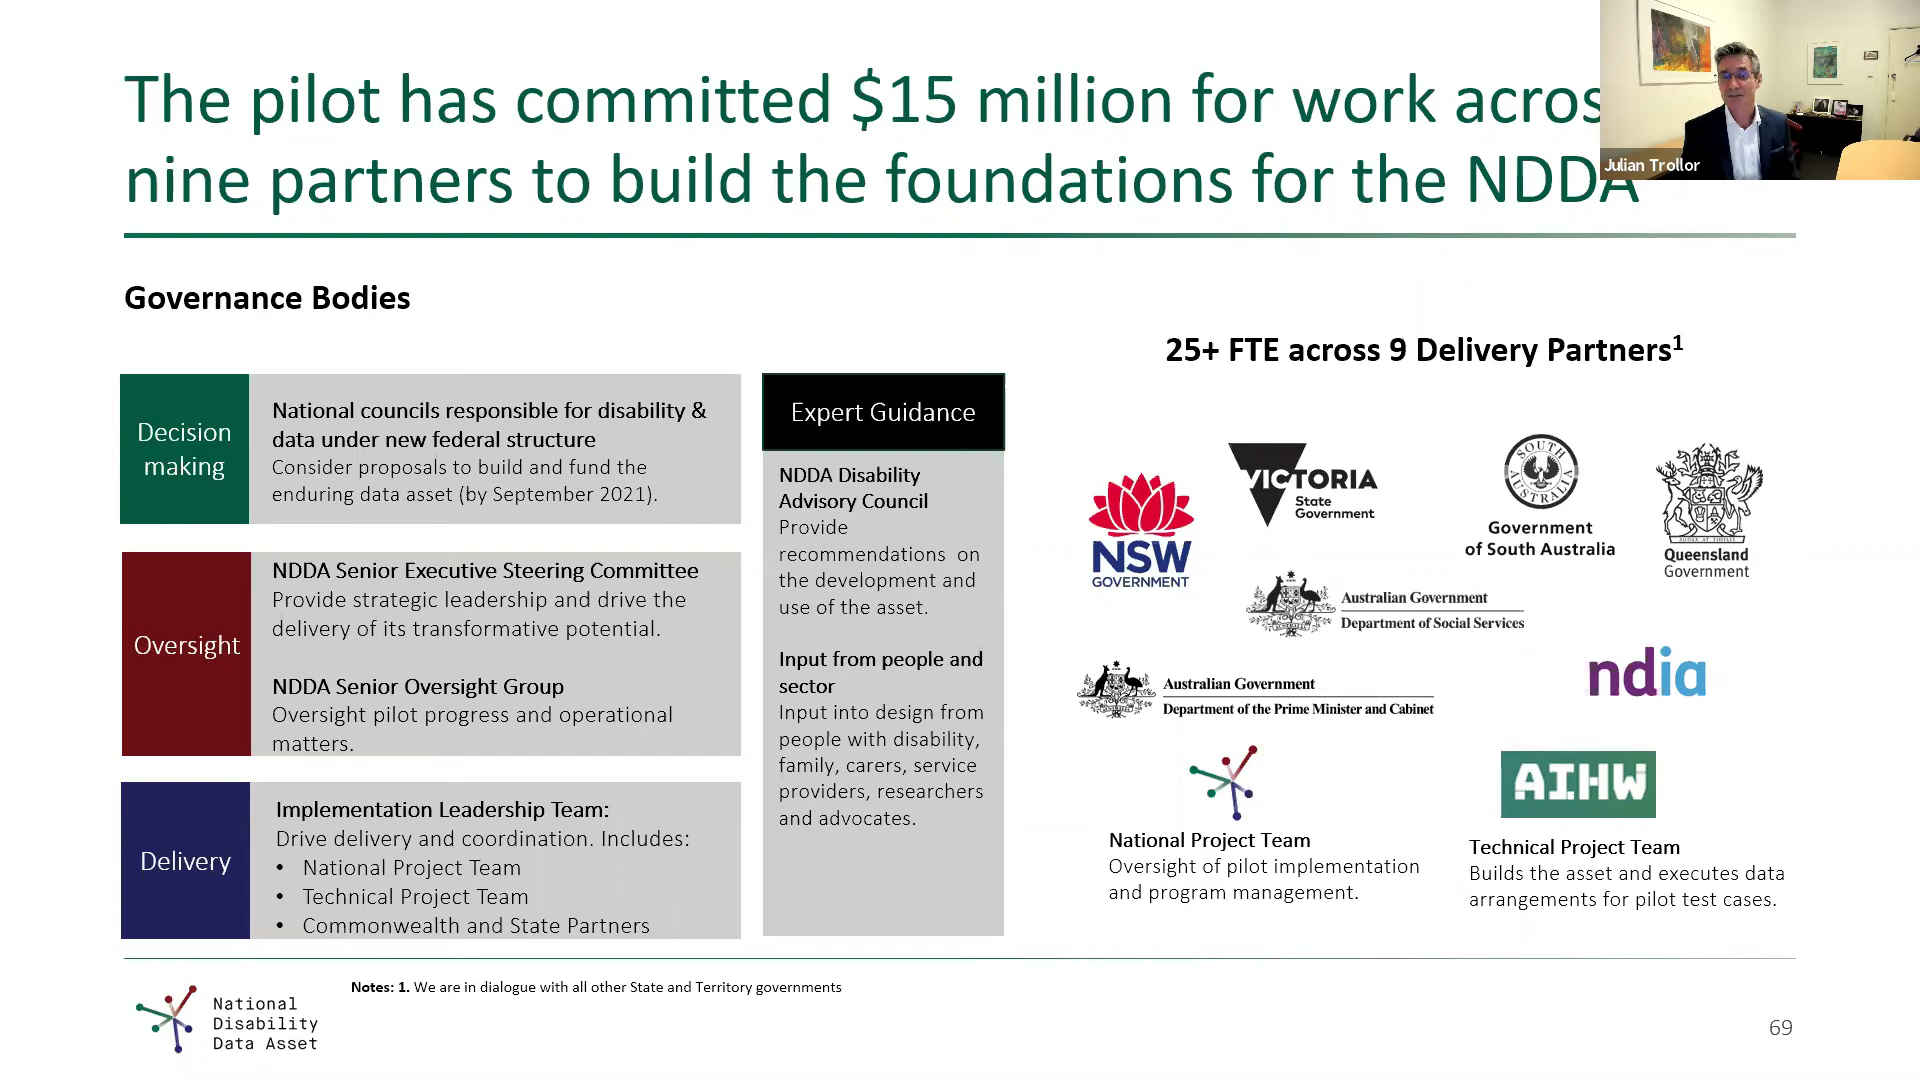 The pilot has committed $15 million for work acros
nine partners to build the foundations for the NDDA
Julian Trollor
Governance Bodies
25+ FTE across 9 Delivery Partners1
Decision
making
National councils responsible for disability &
data under new federal structure
Consider proposals to build and fund the
enduring data asset (by September 2021).
Oversight
NDDA Senior Executive Steering Committee
Provide strategic leadership and drive the
delivery of its transformative potential.
NDDA Senior Oversight Group
Oversight pilot progress and operational
matters.
Delivery
Implementation Leadership Team:
Drive delivery and coordination. Includes:
• National Project Team
• Technical Project Team
• Commonwealth and State Partners
Expert Guidance
NDDA Disability
Advisory Council
Provide
recommendations on
the development and
use of the asset.
Input from people and
sector
Input into design from
people with disability,
family, carers, service
providers, researchers
and advocates.
NSW
GOVERNMENT
VICTORIA
State
Government
SOUTH
AUSTRALIA
Government
of South Australia
Queensland
Government
Australian Government
Department of Social Services
Australian Government
Department of the Prime Minister and Cabinet
ndia
National Project Team
Oversight of pilot implementation
and program management.
AIHW
Technical Project Team
Builds the asset and executes data
arrangements for pilot test cases.
National
Disability
Data Asset
Notes: 1. We are in dialogue with all other State and Territory governments
69